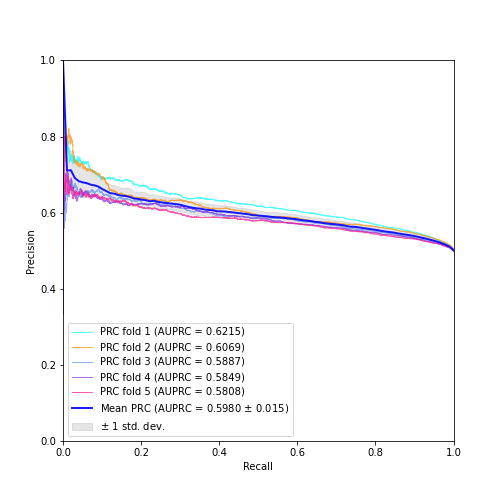 1.0
0.8
0.6
0.4
0.2
0.0
Precision
PRC fold 1 (AUPRC = 0.6215)
PRC fold 2 (AUPRC = 0.6069)
PRC fold 3 (AUPRC = 0.5887)
PRC fold 4 (AUPRC = 0.5849)
PRC fold 5 (AUPRC = 0.5808)
Mean PRC (AUPRC = 0.5980 ± 0.015)
± 1 std. dev.
0.0 0.2 0.4 0.6 0.8 1.0
Recall